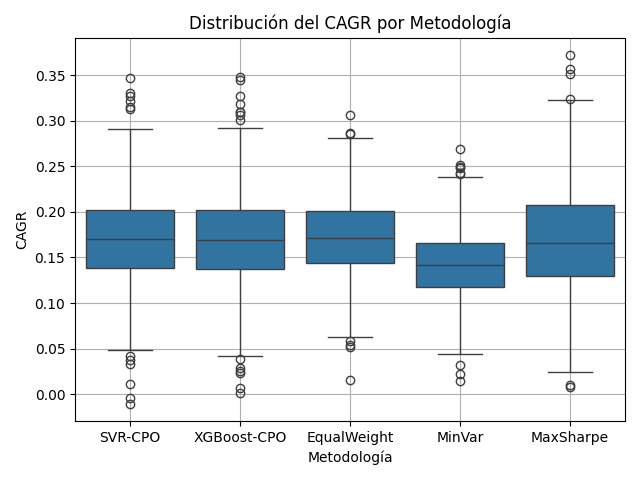 Distribución del CAGR por Metodología
CAGR
0.35
0.30
0.25
0.20
0.15
0.10
0.05
0.00
SVR-CPO XGBoost-CPO EqualWeight MinVar MaxSharpe
Metodología